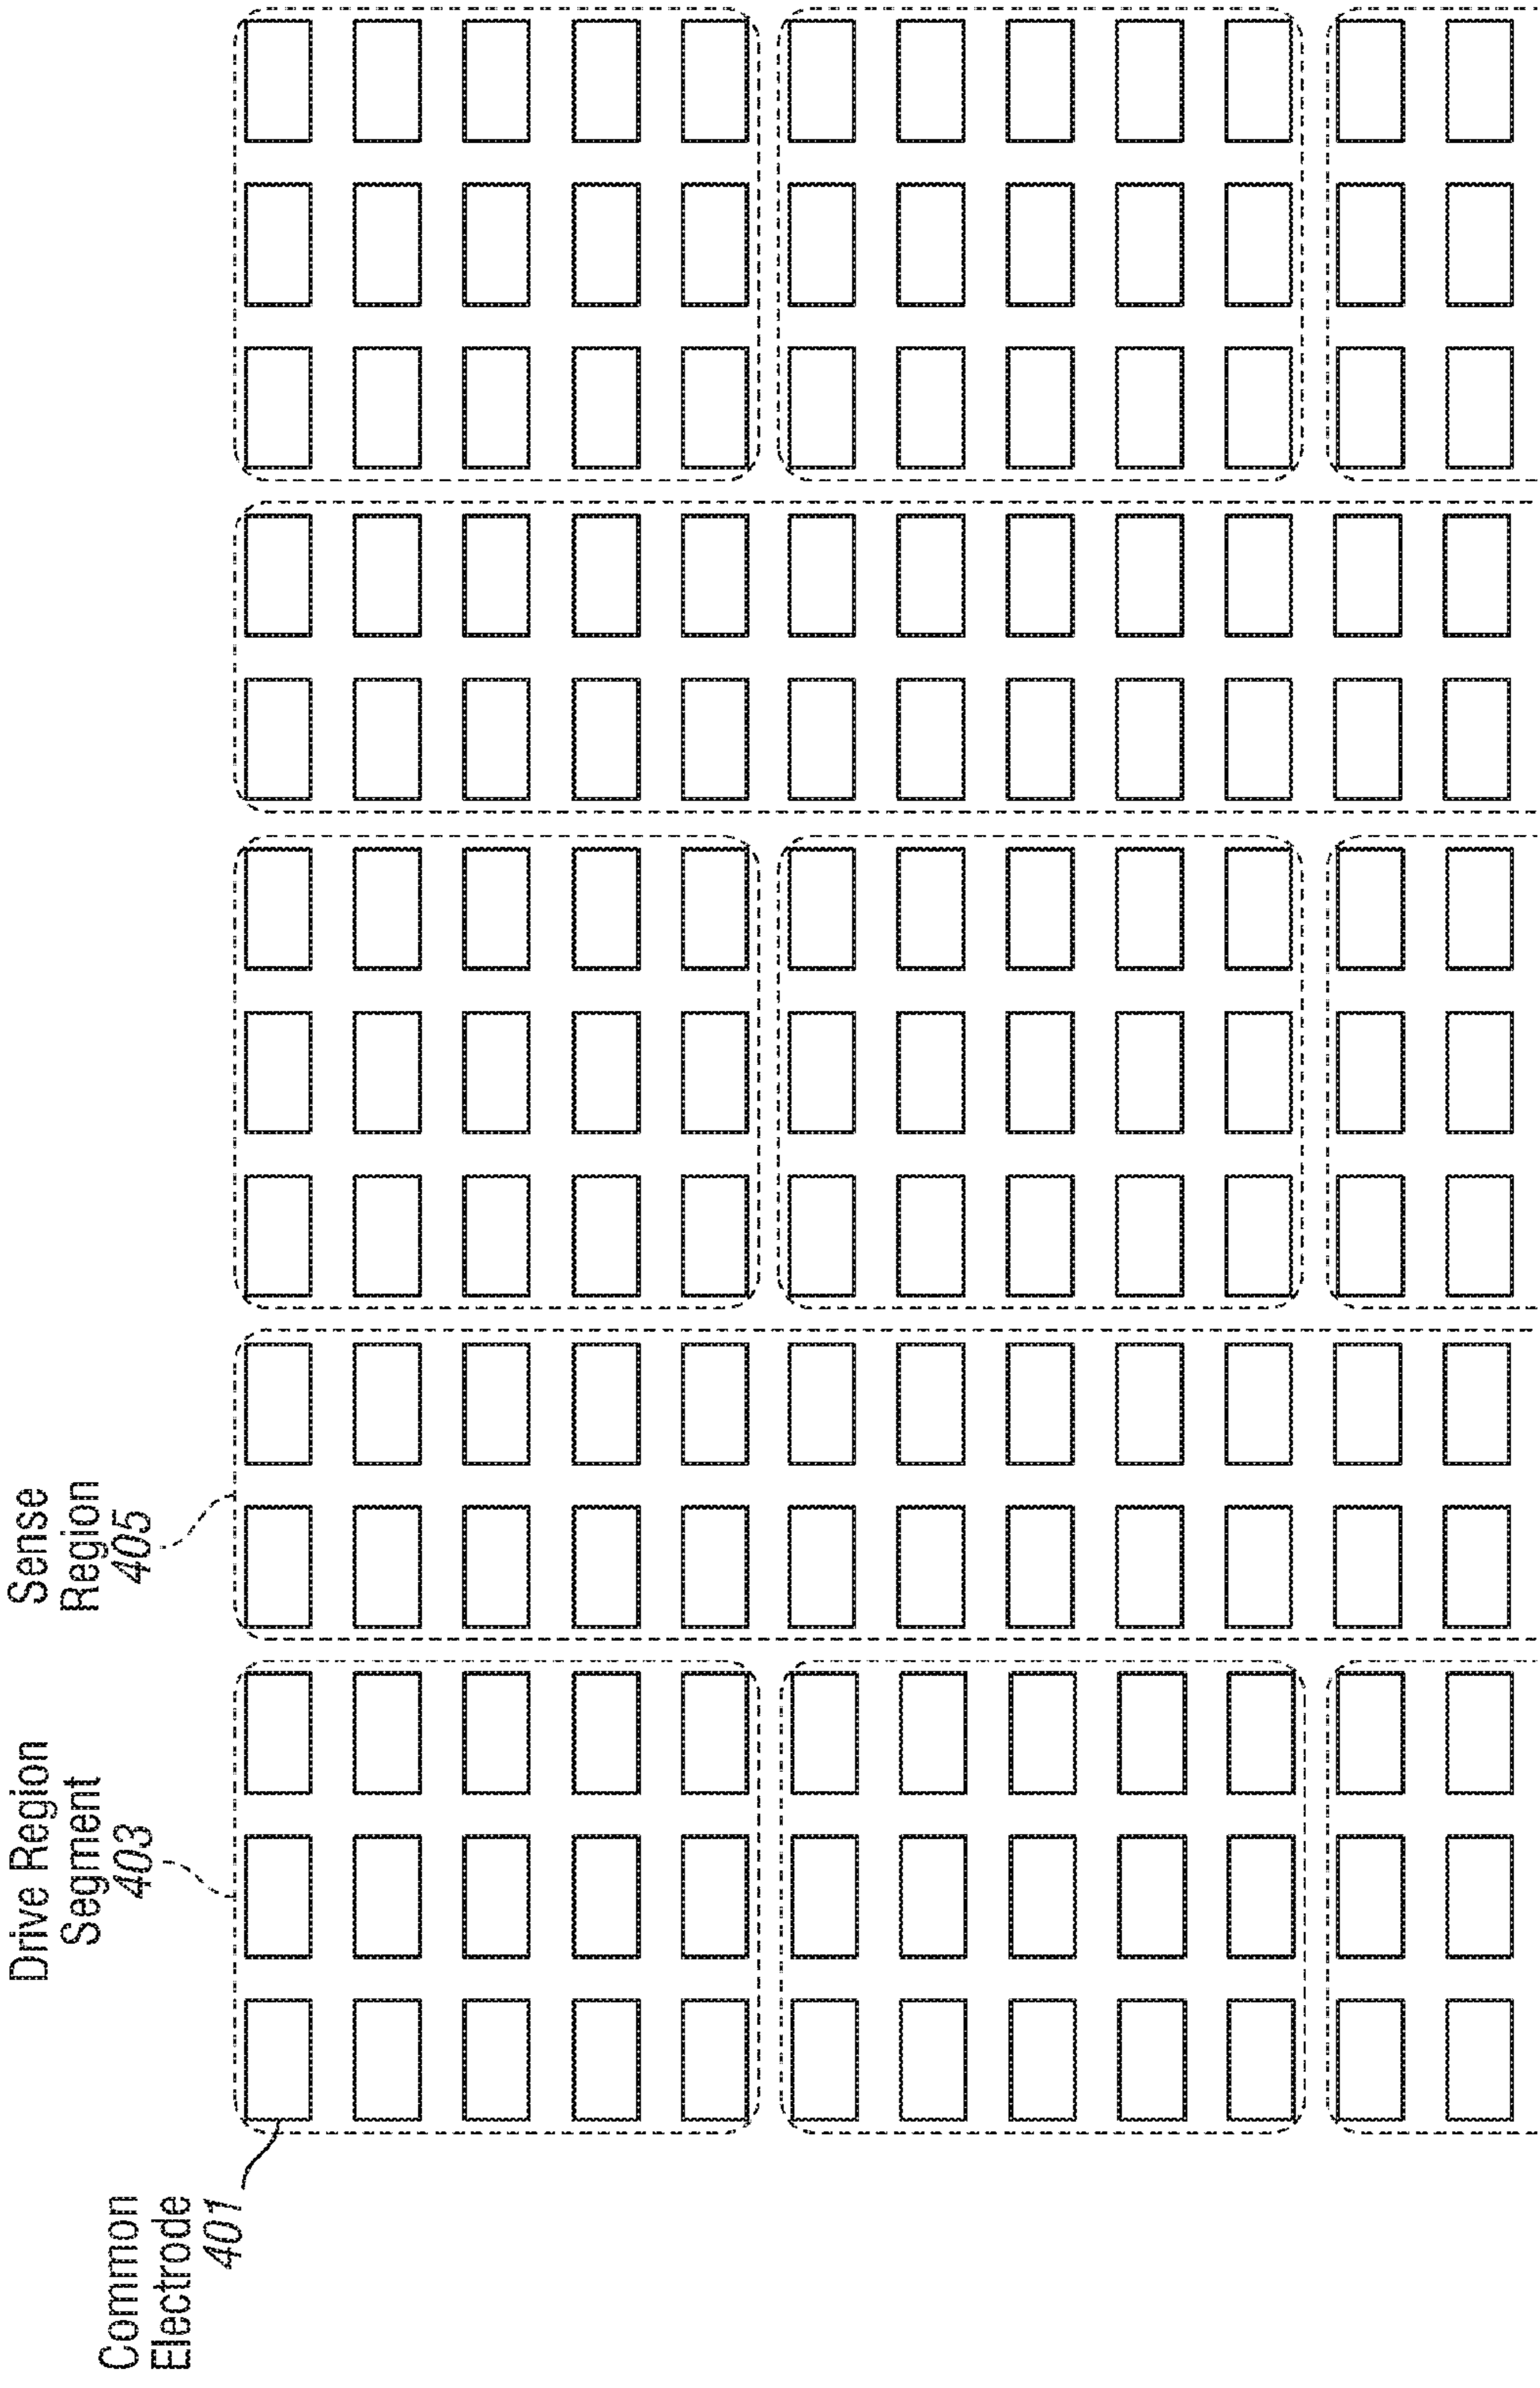 Common
Electrode
401
Drive Region
Segment
403
Sense
Region
405